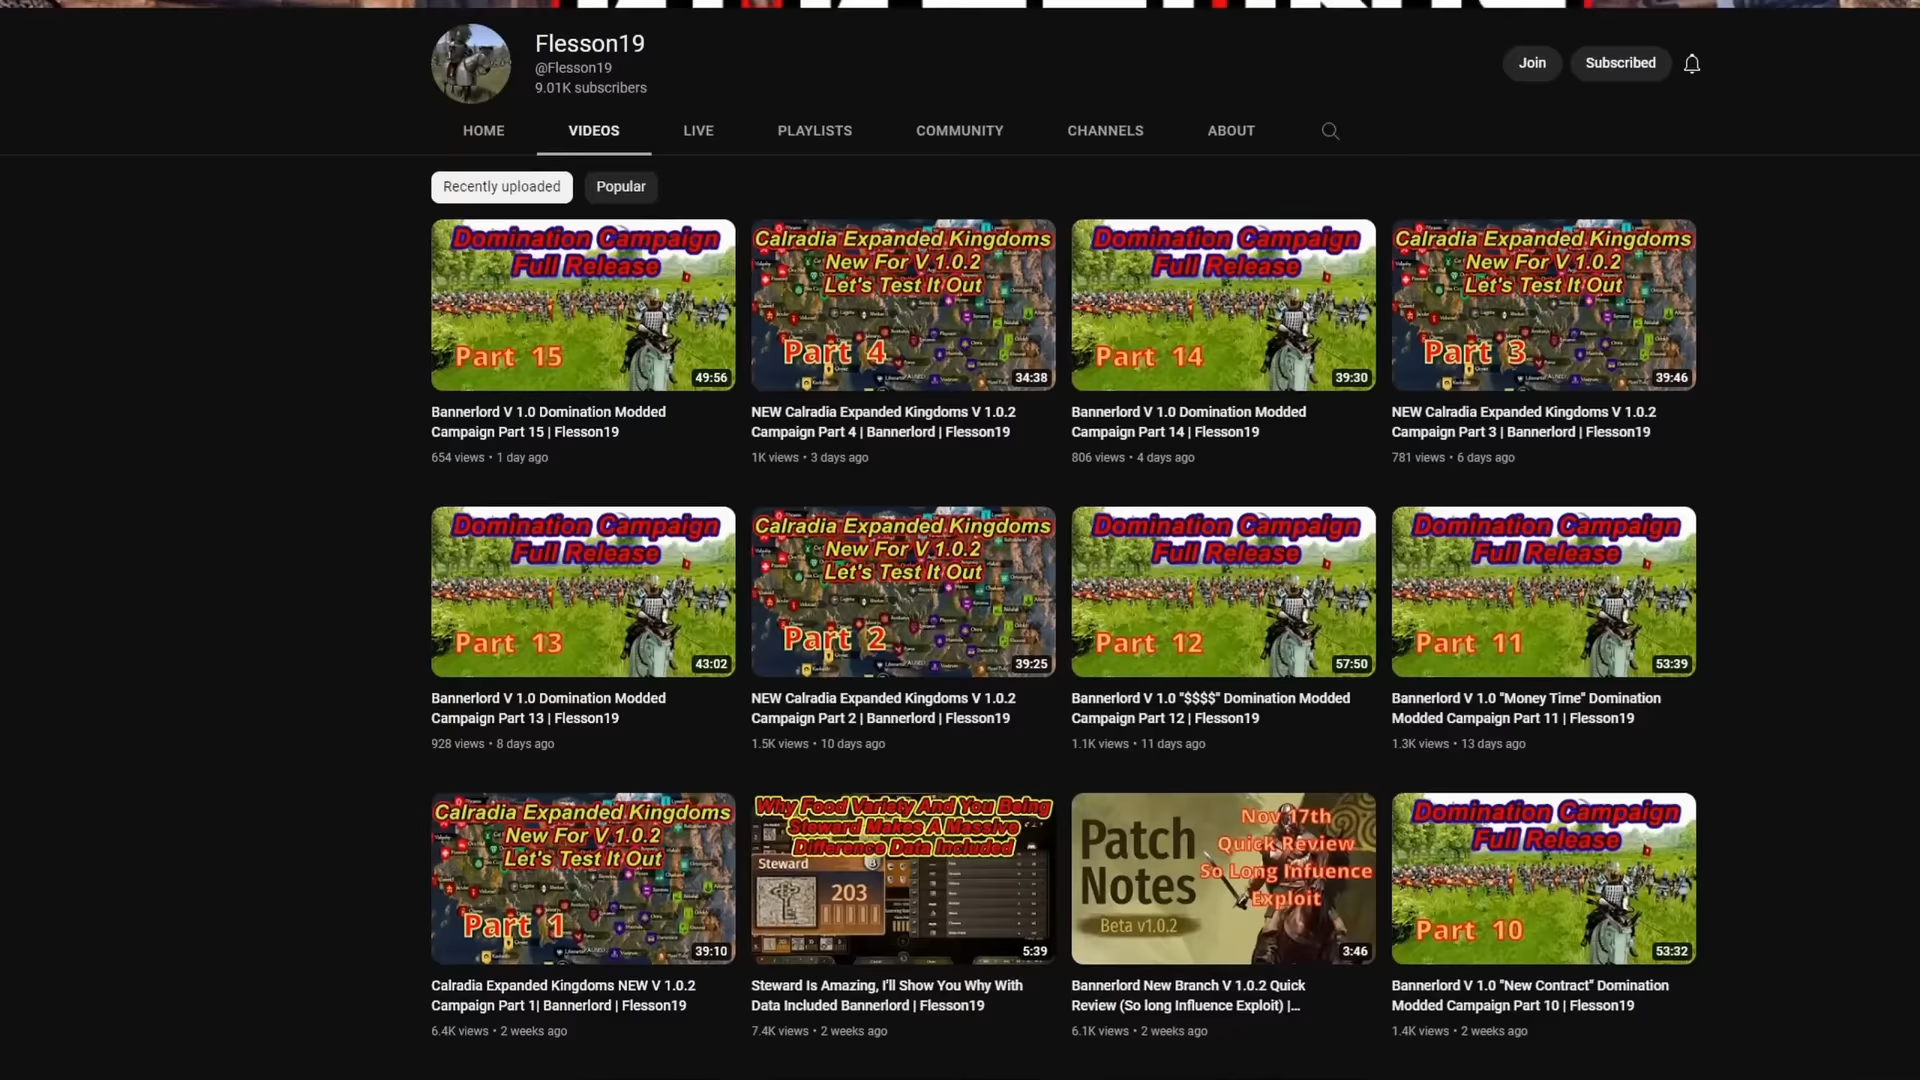 Flesson19
@Flesson19
9.01K subscribers
Join
Subscribed
HOME
VIDEOS
LIVE
PLAYLISTS
COMMUNITY
CHANNELS
ABOUT
Recently uploaded
Popular
Domination Campaign
Full Release
Part 15
49:56
Bannerlord V 1.0 Domination Modded
Campaign Part 15 | Flesson19
654 views • 1 day ago
Calradia Expanded Kingdoms
New For V 1.0.2
Let's Test It Out
Part 4
34:38
NEW Calradia Expanded Kingdoms V 1.0.2
Campaign Part 4 | Bannerlord | Flesson19
1K views • 3 days ago
Domination Campaign
Full Release
Part 14
39:30
Bannerlord V 1.0 Domination Modded
Campaign Part 14 | Flesson19
806 views • 4 days ago
Calradia Expanded Kingdoms
New For V 1.0.2
Let's Test It Out
Part 3
39:46
NEW Calradia Expanded Kingdoms V 1.0.2
Campaign Part 3 | Bannerlord | Flesson19
781 views • 6 days ago
Domination Campaign
Full Release
Part 13
43:02
Bannerlord V 1.0 Domination Modded
Campaign Part 13 | Flesson19
928 views • 8 days ago
Calradia Expanded Kingdoms
New For V 1.0.2
Let's Test It Out
Part 2
39:25
NEW Calradia Expanded Kingdoms V 1.0.2
Campaign Part 2 | Bannerlord | Flesson19
1.5K views • 10 days ago
Domination Campaign
Full Release
Part 12
57:50
Bannerlord V 1.0 "$$$$" Domination Modded
Campaign Part 12 | Flesson19
1.1K views • 11 days ago
Domination Campaign
Full Release
Part 11
53:39
Bannerlord V 1.0 "Money Time" Domination
Modded Campaign Part 11 | Flesson19
1.3K views • 13 days ago
Calradia Expanded Kingdoms
New For V 1.0.2
Let's Test It Out
Part 1
39:10
Calradia Expanded Kingdoms NEW V 1.0.2
Campaign Part 1| Bannerlord | Flesson19
6.4K views • 2 weeks ago
Why Food Variety And You Being
Steward Makes A Massive
Difference Data Included
Steward
203
5:39
Steward Is Amazing, I'll Show You Why With
Data Included Bannerlord | Flesson19
7.4K views • 2 weeks ago
Patch
Notes
Beta v1.0.2
Nov 17th
Quick Review
So Long Infuence
Exploit
3:46
Bannerlord New Branch V 1.0.2 Quick
Review (So long Influence Exploit) |...
6.1K views • 2 weeks ago
Domination Campaign
Full Release
Part 10
53:32
Bannerlord V 1.0 "New Contract" Domination
Modded Campaign Part 10 | Flesson19
1.4K views • 2 weeks ago